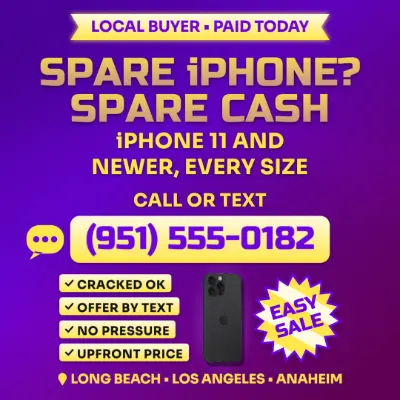 LOCAL BUYER • PAID TODAY
SPARE iPHONE?
SPARE CASH
iPHONE 11 AND
NEWER, EVERY SIZE
CALL OR TEXT
(951) 555-0182
✓ CRACKED OK
✓ OFFER BY TEXT
✓ NO PRESSURE
✓ UPFRONT PRICE
EASY
SALE
LONG BEACH • LOS ANGELES • ANAHEIM